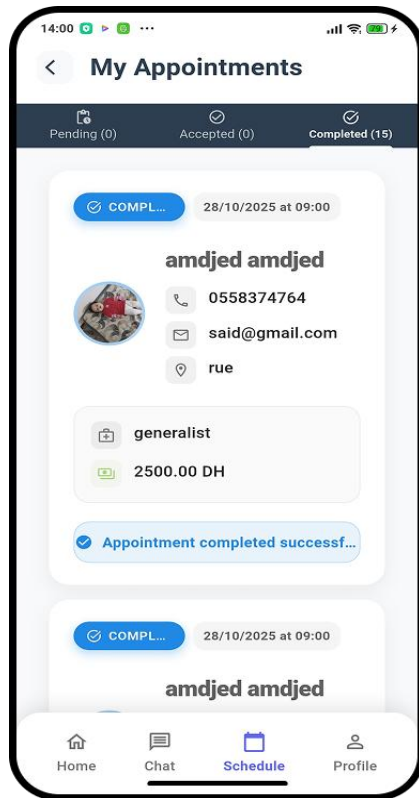 14:00 ...
79
My Appointments
Pending (0) Accepted (0) Completed (15)
COMPL... 28/10/2025 at 09:00
amdjed amdjed
0558374764
said@gmail.com
rue
generalist
2500.00 DH
Appointment completed successf...
COMPL... 28/10/2025 at 09:00
amdjed amdjed
Home Chat Schedule Profile